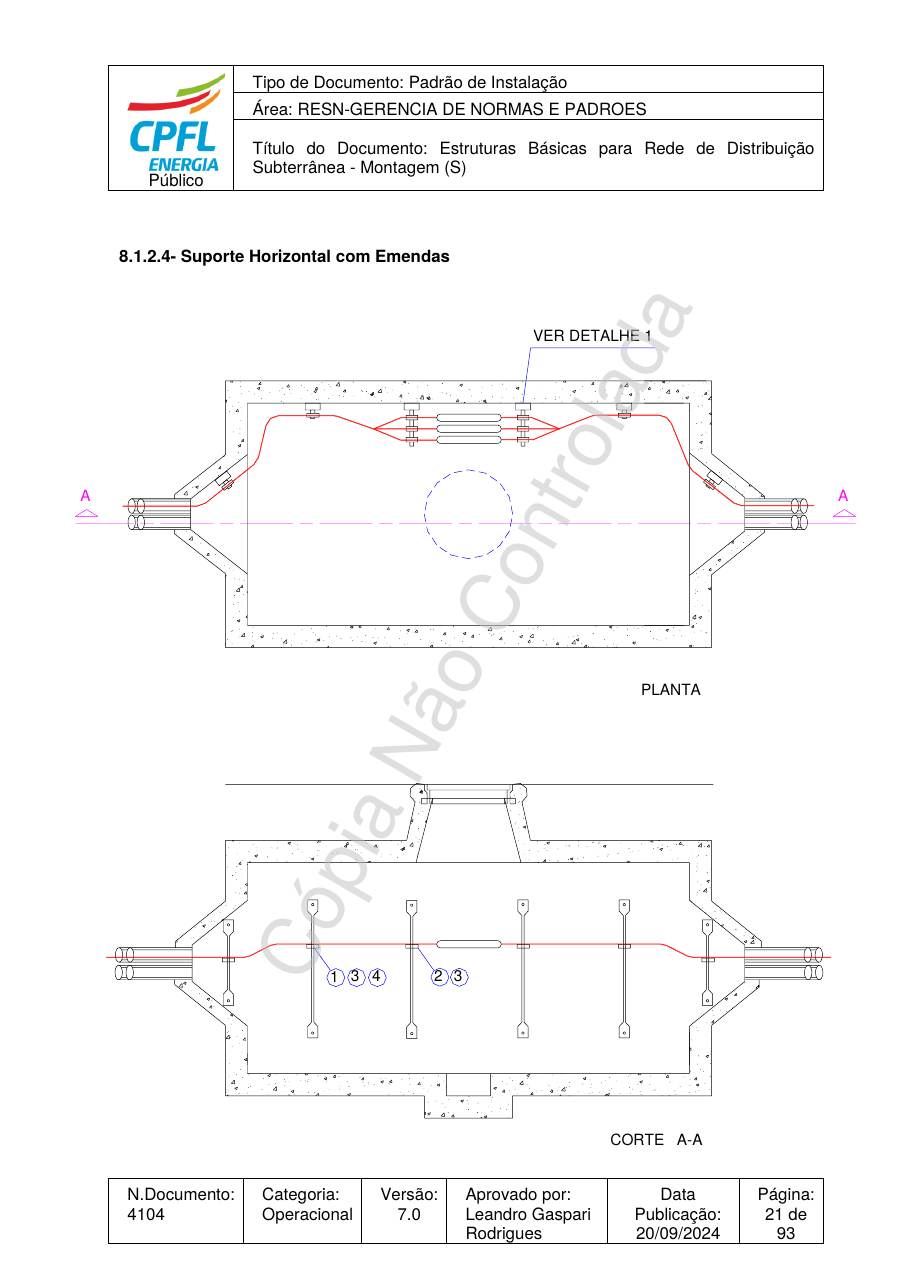 Tipo de Documento: Padrão de Instalação
Área: RESN-GERENCIA DE NORMAS E PADROES
Título do Documento: Estruturas Básicas para Rede de Distribuição
Subterrânea - Montagem (S)
CPFL
ENERGIA
Público
8.1.2.4- Suporte Horizontal com Emendas
VER DETALHE 1
A
A
PLANTA
1 3 4
2 3
CORTE A-A
Cópia Não Controlada
N.Documento:
4104
Categoria:
Operacional
Versão:
7.0
Aprovado por:
Leandro Gaspari
Rodrigues
Data
Publicação:
20/09/2024
Página:
21 de
93